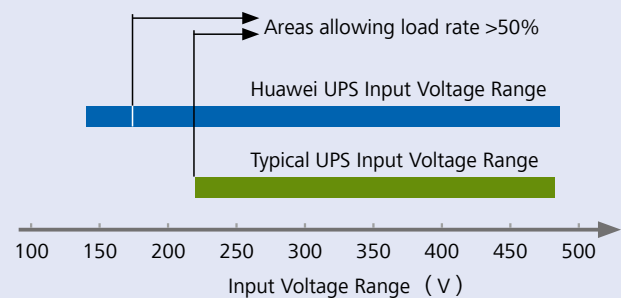 Areas allowing load rate >50%
Huawei UPS Input Voltage Range
Typical UPS Input Voltage Range
100 150 200 250 300 350 400 450 500
Input Voltage Range （V）